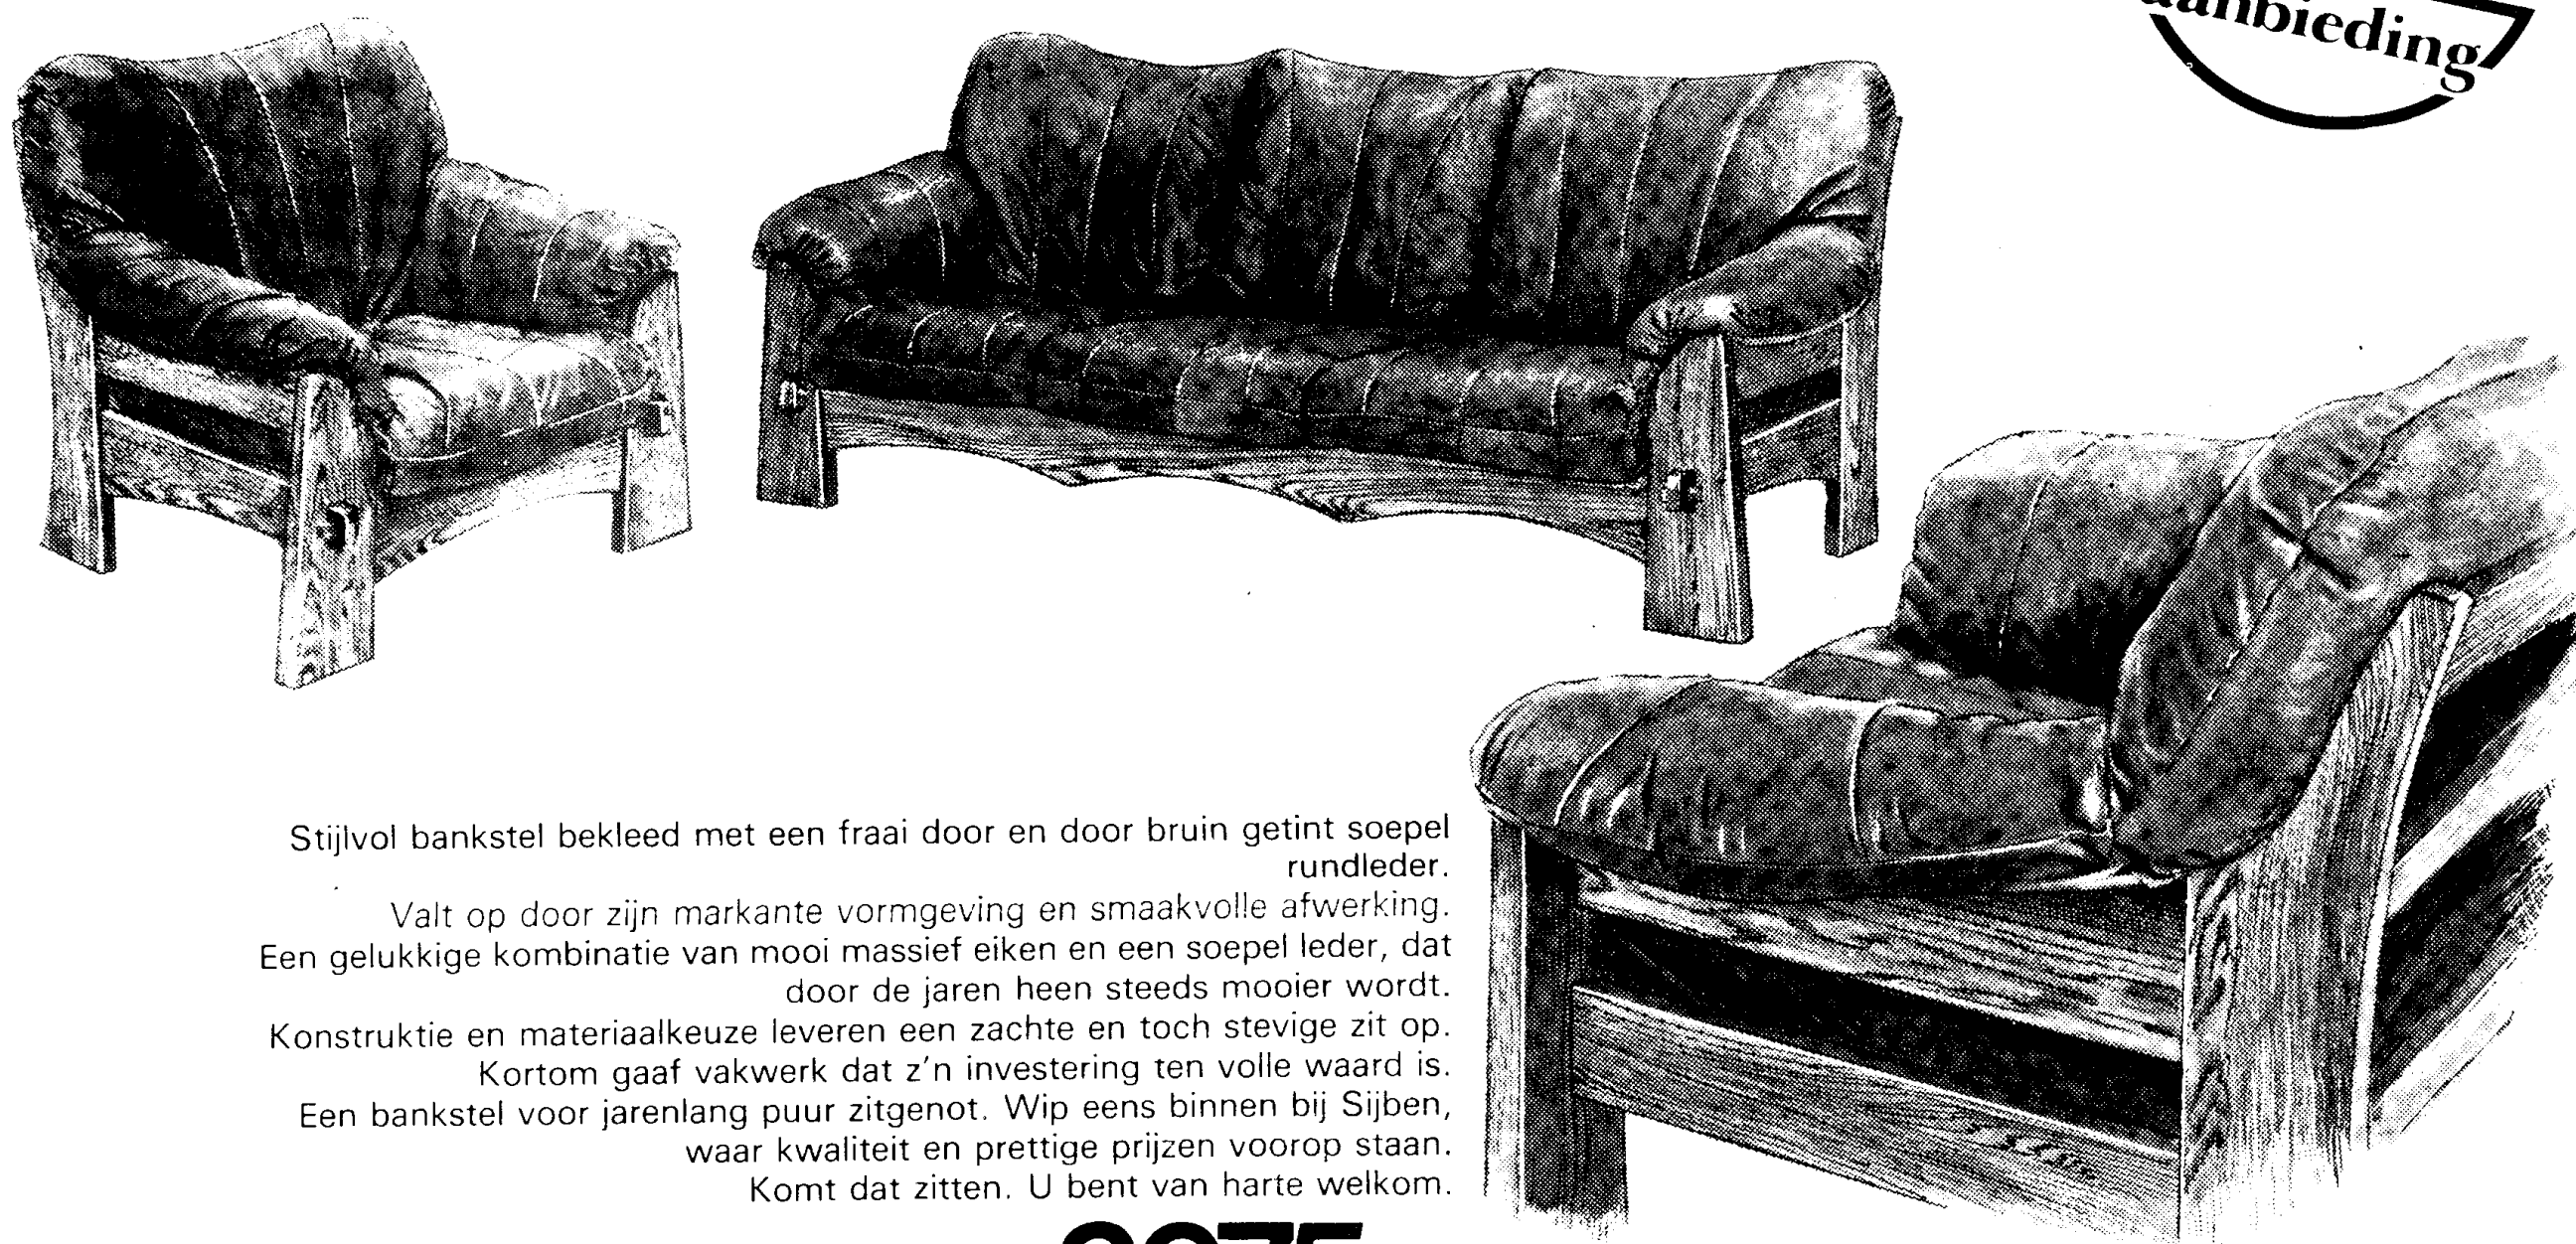 aanbieding
Stijlvol bankstel bekleed met een fraai door en door bruin getint soepel
rundleder.
Valt op door zijn markante vormgeving en smaakvolle afwerking.
Een gelukkige kombinatie van mooi massief eiken en een soepel leder, dat
door de jaren heen steeds mooier wordt.
Konstruktie en materiaalkeuze leveren een zachte en toch stevige zit op.
Kortom gaaf vakwerk dat z'n investering ten volle waard is.
Een bankstel voor jarenlang puur zitgenot. Wip eens binnen bij Sijben,
waar kwaliteit en prettige prijzen voorop staan.
Komt dat zitten. U bent van harte welkom.